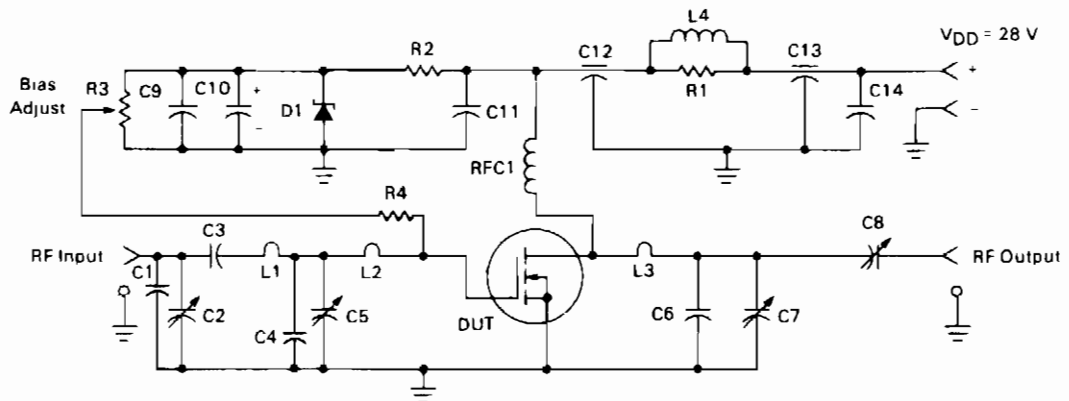 L4
V_DD = 28 V
R2
C12
C13
+
Bias
Adjust
R3
C9
C10
+
−
D1
C11
R1
C14
−
RFC1
R4
C3
C8
RF Input
C1
L1
L2
L3
RF Output
C2
C4
C5
DUT
C6
C7